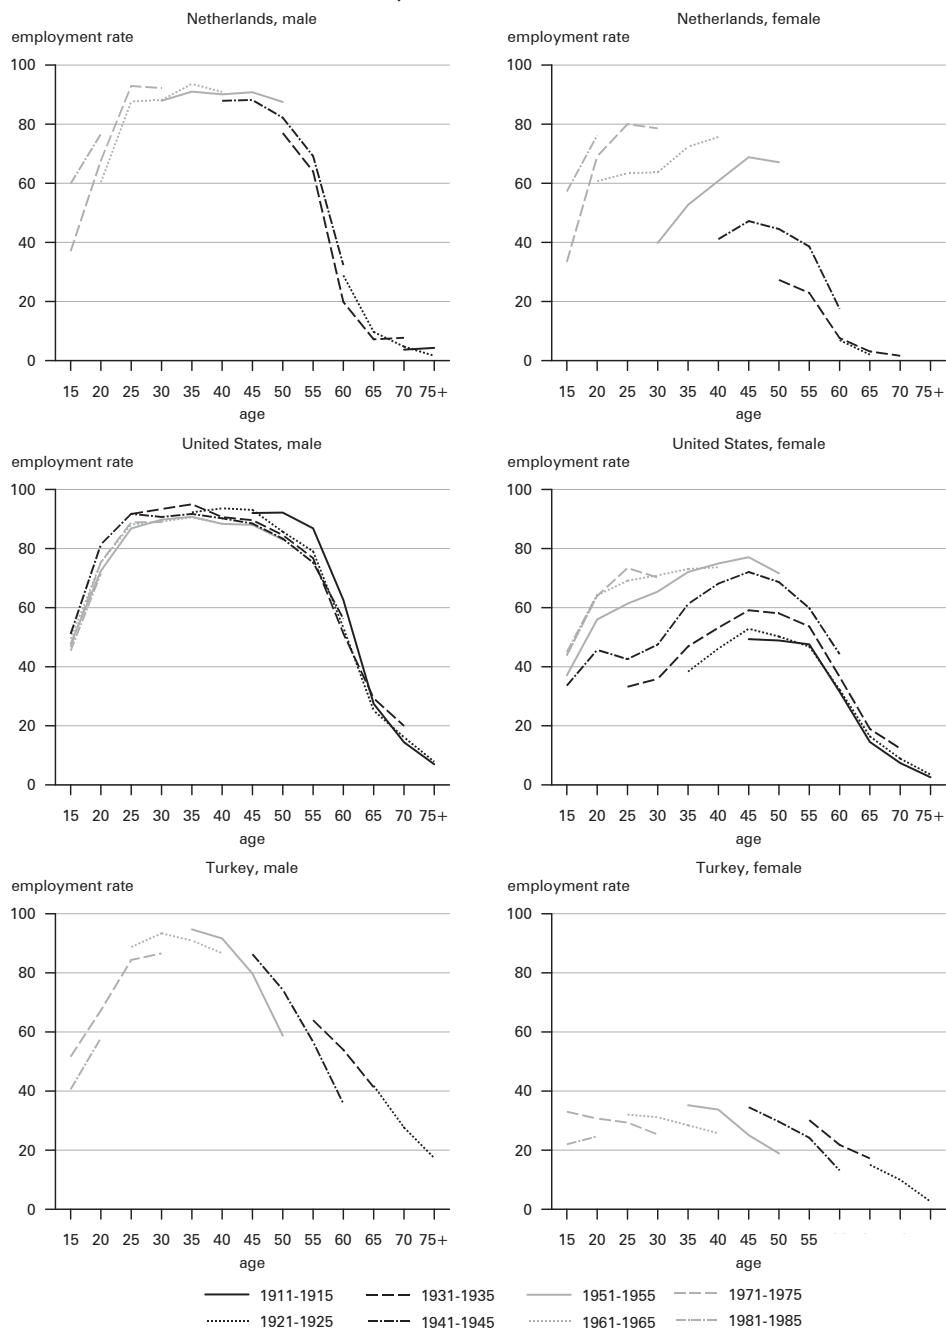 Netherlands, male
employment rate
100
80
60
40
20
0
15 20 25 30 35 40 45 50 55 60 65 70 75+
age
Netherlands, female
employment rate
100
80
60
40
20
0
15 20 25 30 35 40 45 50 55 60 65 70 75+
age
United States, male
employment rate
100
80
60
40
20
0
15 20 25 30 35 40 45 50 55 60 65 70 75+
age
United States, female
employment rate
100
80
60
40
20
0
15 20 25 30 35 40 45 50 55 60 65 70 75+
age
Turkey, male
employment rate
100
80
60
40
20
0
15 20 25 30 35 40 45 50 55 60 65 70 75+
age
Turkey, female
employment rate
100
80
60
40
20
0
15 20 25 30 35 40 45 50 55
age
1911-1915 1931-1935 1951-1955 1971-1975
1921-1925 1941-1945 1961-1965 1981-1985